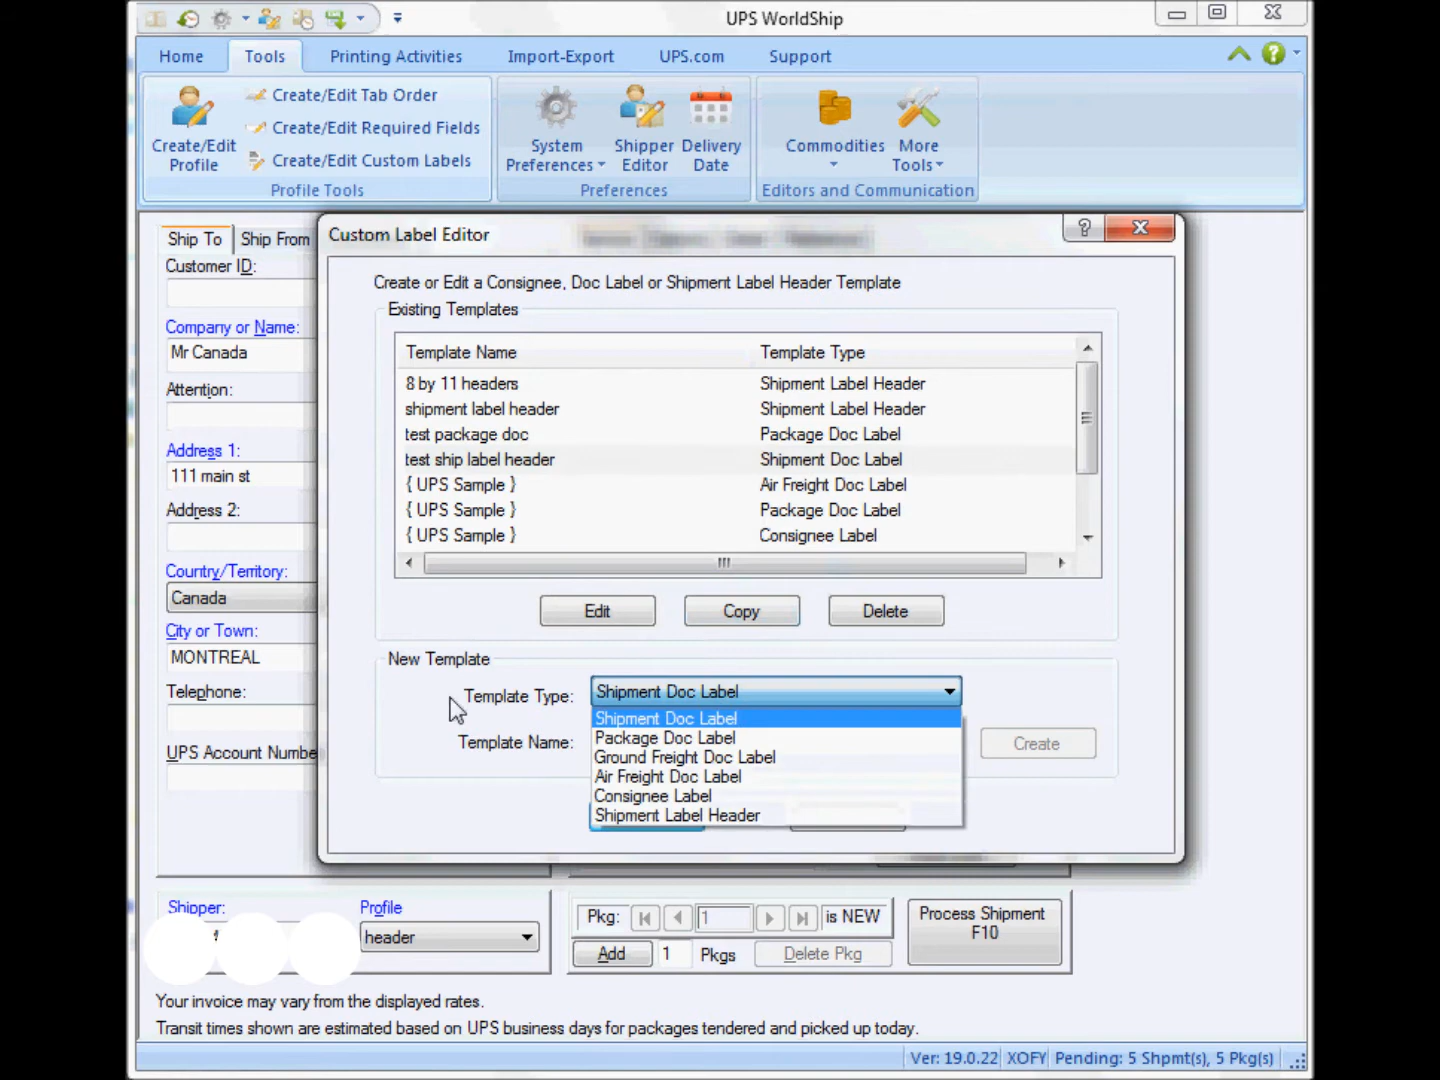 UPS WorldShip
Home Tools Printing Activities Import-Export UPS.com Support
Create/Edit Profile
Create/Edit Tab Order
Create/Edit Required Fields
Create/Edit Custom Labels
Profile Tools
System Preferences
Shipper Editor
Delivery Date
Preferences
Commodities
More Tools
Editors and Communication
Ship To Ship From
Customer ID:
Company or Name:
Mr Canada
Attention:
Address 1:
111 main st
Address 2:
Country/Territory:
Canada
City or Town:
MONTREAL
Telephone:
UPS Account Numbe
Custom Label Editor
Create or Edit a Consignee, Doc Label or Shipment Label Header Template
Existing Templates
Template Name Template Type
8 by 11 headers Shipment Label Header
shipment label header Shipment Label Header
test package doc Package Doc Label
test ship label header Shipment Doc Label
{ UPS Sample } Air Freight Doc Label
{ UPS Sample } Package Doc Label
{ UPS Sample } Consignee Label
Edit Copy Delete
New Template
Template Type: Shipment Doc Label
Shipment Doc Label
Package Doc Label
Ground Freight Doc Label
Air Freight Doc Label
Consignee Label
Shipment Label Header
Template Name:
Create
Shipper:
Profile
header
Pkg: 1 is NEW
Add 1 Pkgs Delete Pkg
Process Shipment
F10
Your invoice may vary from the displayed rates.
Transit times shown are estimated based on UPS business days for packages tendered and picked up today.
Ver: 19.0.22 XOFY Pending: 5 Shpmt(s), 5 Pkg(s)